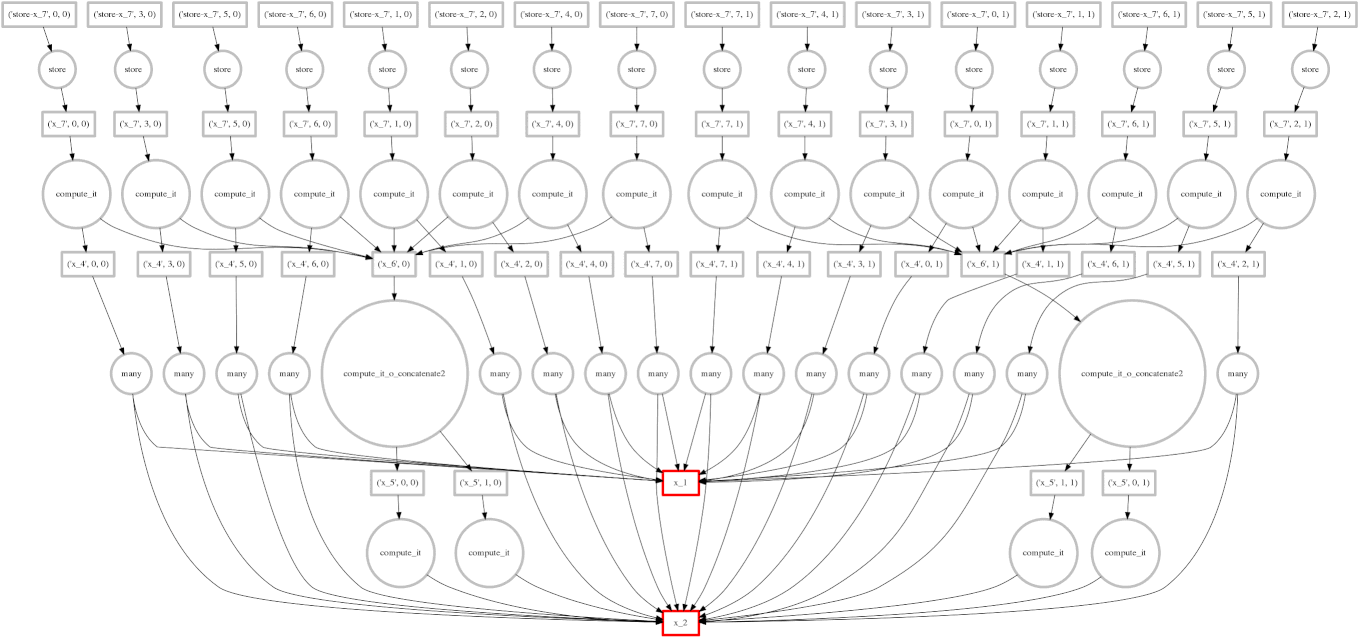 ('store-x_7', 0, 0) ('store-x_7', 3, 0) ('store-x_7', 5, 0) ('store-x_7', 6, 0) ('store-x_7', 1, 0) ('store-x_7', 2, 0) ('store-x_7', 4, 0) ('store-x_7', 7, 0) ('store-x_7', 7, 1) ('store-x_7', 4, 1) ('store-x_7', 3, 1) ('store-x_7', 0, 1) ('store-x_7', 1, 1) ('store-x_7', 6, 1) ('store-x_7', 5, 1) ('store-x_7', 2, 1)
store store store store store store store store store store store store store store store store
('x_7', 0, 0) ('x_7', 3, 0) ('x_7', 5, 0) ('x_7', 6, 0) ('x_7', 1, 0) ('x_7', 2, 0) ('x_7', 4, 0) ('x_7', 7, 0) ('x_7', 7, 1) ('x_7', 4, 1) ('x_7', 3, 1) ('x_7', 0, 1) ('x_7', 1, 1) ('x_7', 6, 1) ('x_7', 5, 1) ('x_7', 2, 1)
compute_it compute_it compute_it compute_it compute_it compute_it compute_it compute_it compute_it compute_it compute_it compute_it compute_it compute_it compute_it compute_it
('x_4', 0, 0) ('x_4', 3, 0) ('x_4', 5, 0) ('x_4', 6, 0) ('x_6', 0) ('x_4', 1, 0) ('x_4', 2, 0) ('x_4', 4, 0) ('x_4', 7, 0) ('x_4', 7, 1) ('x_4', 4, 1) ('x_4', 3, 1) ('x_4', 0, 1) ('x_6', 1) ('x_4', 1, 1) ('x_4', 6, 1) ('x_4', 5, 1) ('x_4', 2, 1)
many many many many compute_it_o_concatenate2 many many many many many many many many many many many compute_it_o_concatenate2 many
('x_5', 0, 0) ('x_5', 1, 0) x_1 ('x_5', 1, 1) ('x_5', 0, 1)
compute_it compute_it compute_it compute_it
x_2